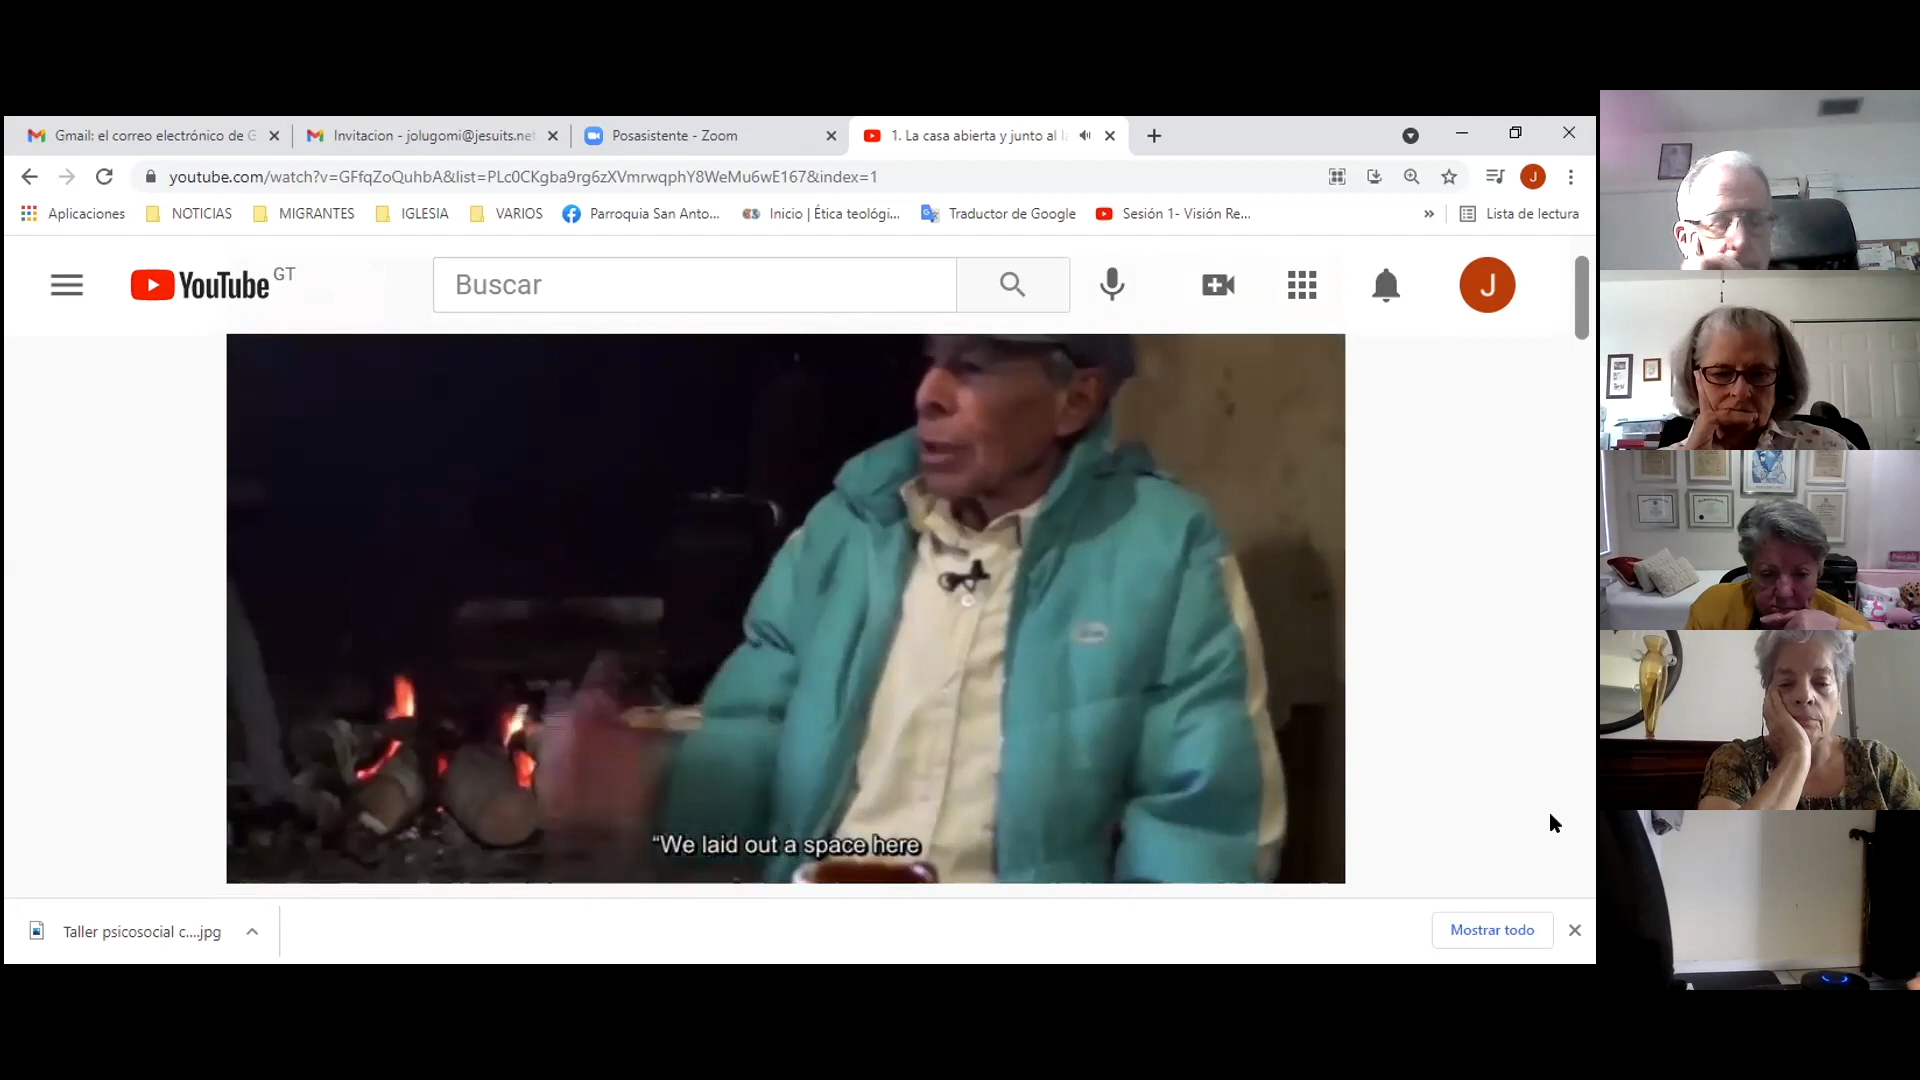 Gmail: el correo electrónico de G
Invitacion - jolugomi@jesuits.net
Posasistente - Zoom
1. La casa abierta y junto al
youtube.com/watch?v=GFfqZoQuhbA&list=PLc0CKgba9rg6zXVmrwqphY8WeMu6wE167&index=1
J
Aplicaciones
NOTICIAS
MIGRANTES
IGLESIA
VARIOS
Parroquia San Anto...
Inicio | Ética teológi...
Traductor de Google
Sesión 1- Visión Re...
»
Lista de lectura
YouTube GT
Buscar
J
“We laid out a space here
Taller psicosocial c....jpg
Mostrar todo